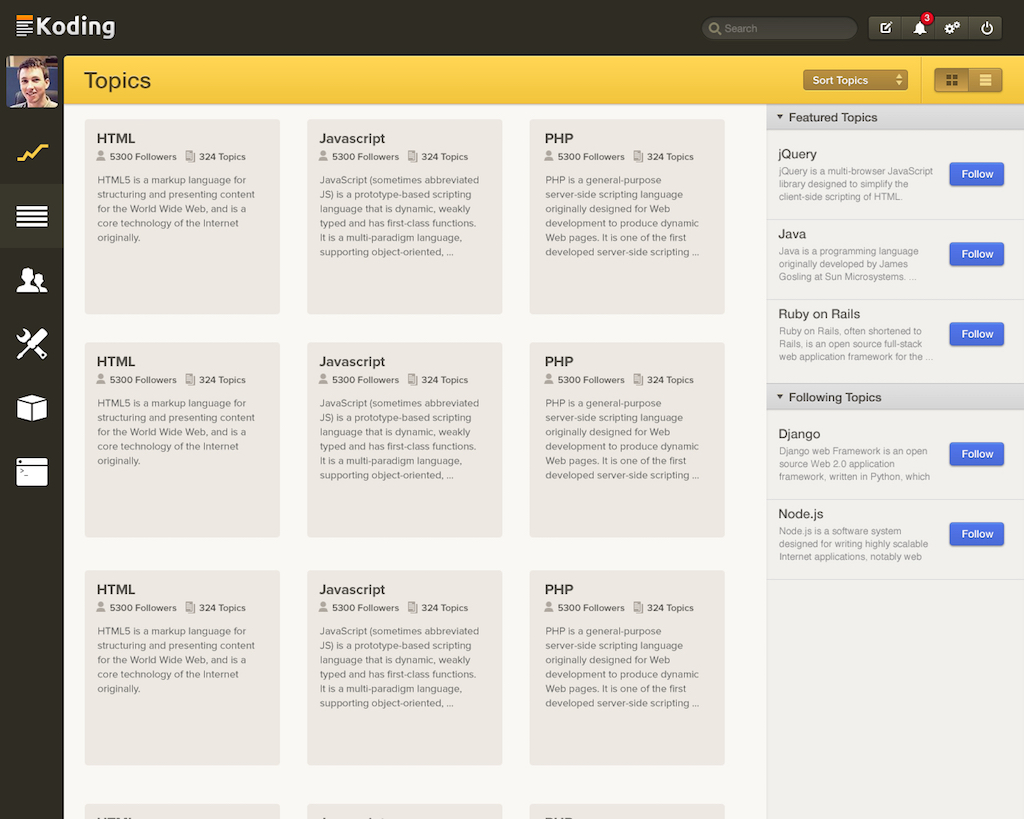 Koding
Search
3
Topics
Sort Topics
HTML
5300 Followers 324 Topics
HTML5 is a markup language for
structuring and presenting content
for the World Wide Web, and is a
core technology of the Internet
originally.
Javascript
5300 Followers 324 Topics
JavaScript (sometimes abbreviated
JS) is a prototype-based scripting
language that is dynamic, weakly
typed and has first-class functions.
It is a multi-paradigm language,
supporting object-oriented, ...
PHP
5300 Followers 324 Topics
PHP is a general-purpose
server-side scripting language
originally designed for Web
development to produce dynamic
Web pages. It is one of the first
developed server-side scripting ...
HTML
5300 Followers 324 Topics
HTML5 is a markup language for
structuring and presenting content
for the World Wide Web, and is a
core technology of the Internet
originally.
Javascript
5300 Followers 324 Topics
JavaScript (sometimes abbreviated
JS) is a prototype-based scripting
language that is dynamic, weakly
typed and has first-class functions.
It is a multi-paradigm language,
supporting object-oriented, ...
PHP
5300 Followers 324 Topics
PHP is a general-purpose
server-side scripting language
originally designed for Web
development to produce dynamic
Web pages. It is one of the first
developed server-side scripting ...
HTML
5300 Followers 324 Topics
HTML5 is a markup language for
structuring and presenting content
for the World Wide Web, and is a
core technology of the Internet
originally.
Javascript
5300 Followers 324 Topics
JavaScript (sometimes abbreviated
JS) is a prototype-based scripting
language that is dynamic, weakly
typed and has first-class functions.
It is a multi-paradigm language,
supporting object-oriented, ...
PHP
5300 Followers 324 Topics
PHP is a general-purpose
server-side scripting language
originally designed for Web
development to produce dynamic
Web pages. It is one of the first
developed server-side scripting ...
Featured Topics
jQuery
jQuery is a multi-browser JavaScript
library designed to simplify the
client-side scripting of HTML.
Follow
Java
Java is a programming language
originally developed by James
Gosling at Sun Microsystems. ...
Follow
Ruby on Rails
Ruby on Rails, often shortened to
Rails, is an open source full-stack
web application framework for the ...
Follow
Following Topics
Django
Django web Framework is an open
source Web 2.0 application
framework, written in Python, which
Follow
Node.js
Node.js is a software system
designed for writing highly scalable
Internet applications, notably web
Follow